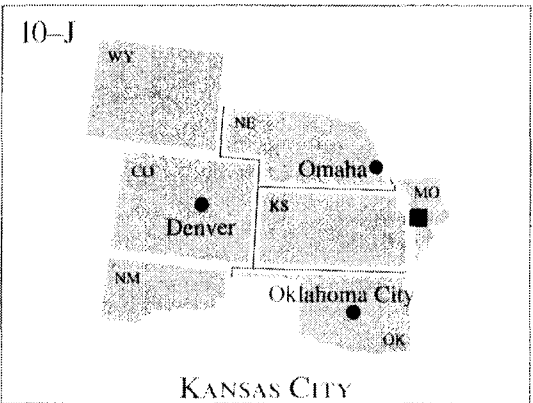 10–J
WY
NE
Omaha
CO
MO
KS
Denver
NM
Oklahoma City
OK
KANSAS CITY